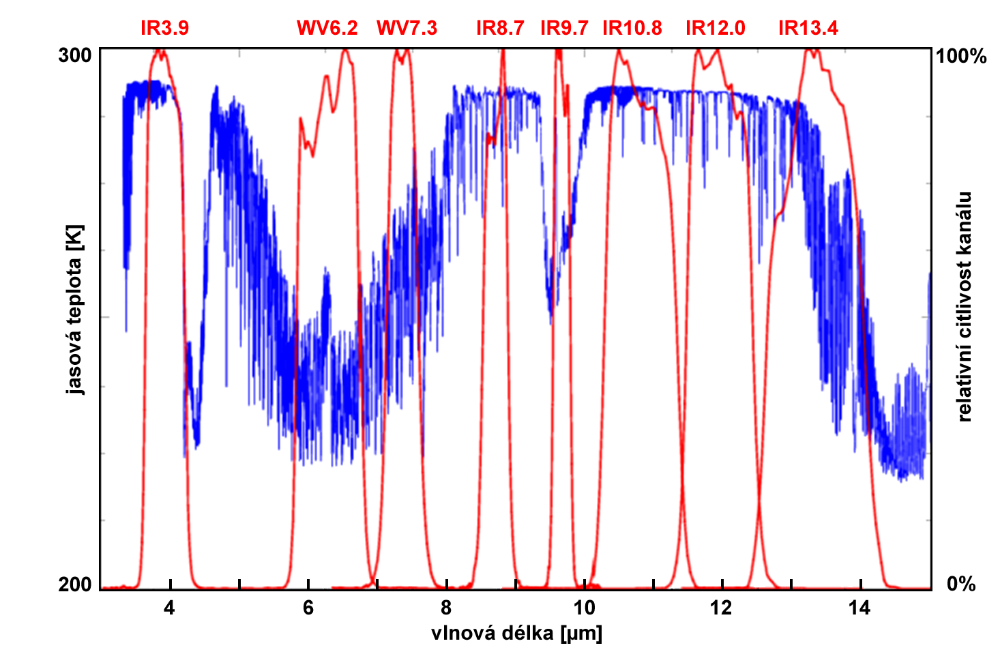 IR3.9 WV6.2 WV7.3 IR8.7 IR9.7 IR10.8 IR12.0 IR13.4
300 100%
jasová teplota [K]
relativní citlivost kanálu
200 0%
4 6 8 10 12 14
vlnová délka [µm]